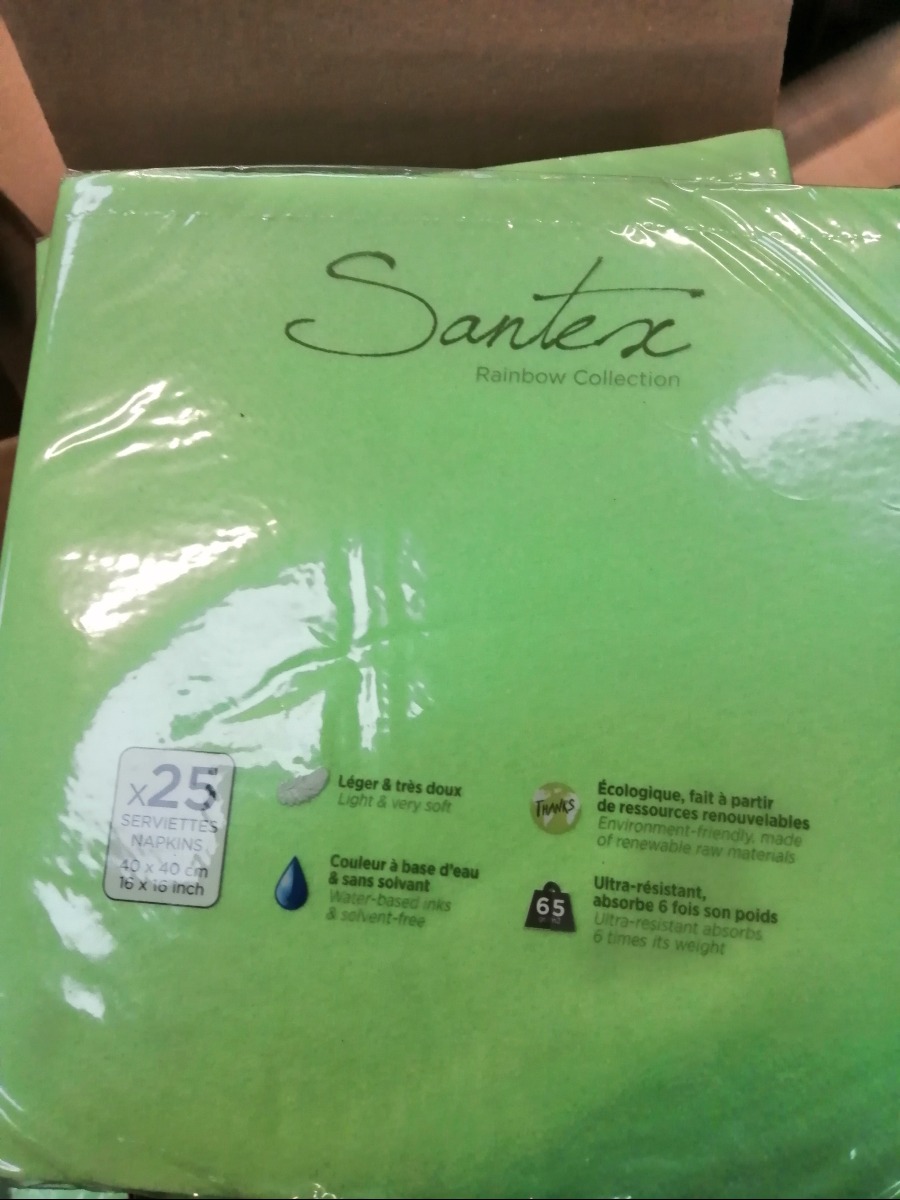 Santex
Rainbow Collection
x25
SERVIETTES
NAPKINS
40 x 40 cm
16 x 16 inch
Léger & très doux
Light & very soft
Couleur à base d'eau
& sans solvant
Water-based inks
& solvent-free
THANKS
Écologique, fait à partir
de ressources renouvelables
Environment-friendly, made
of renewable raw materials
65
Ultra-résistant,
absorbe 6 fois son poids
Ultra-resistant absorbs
6 times its weight